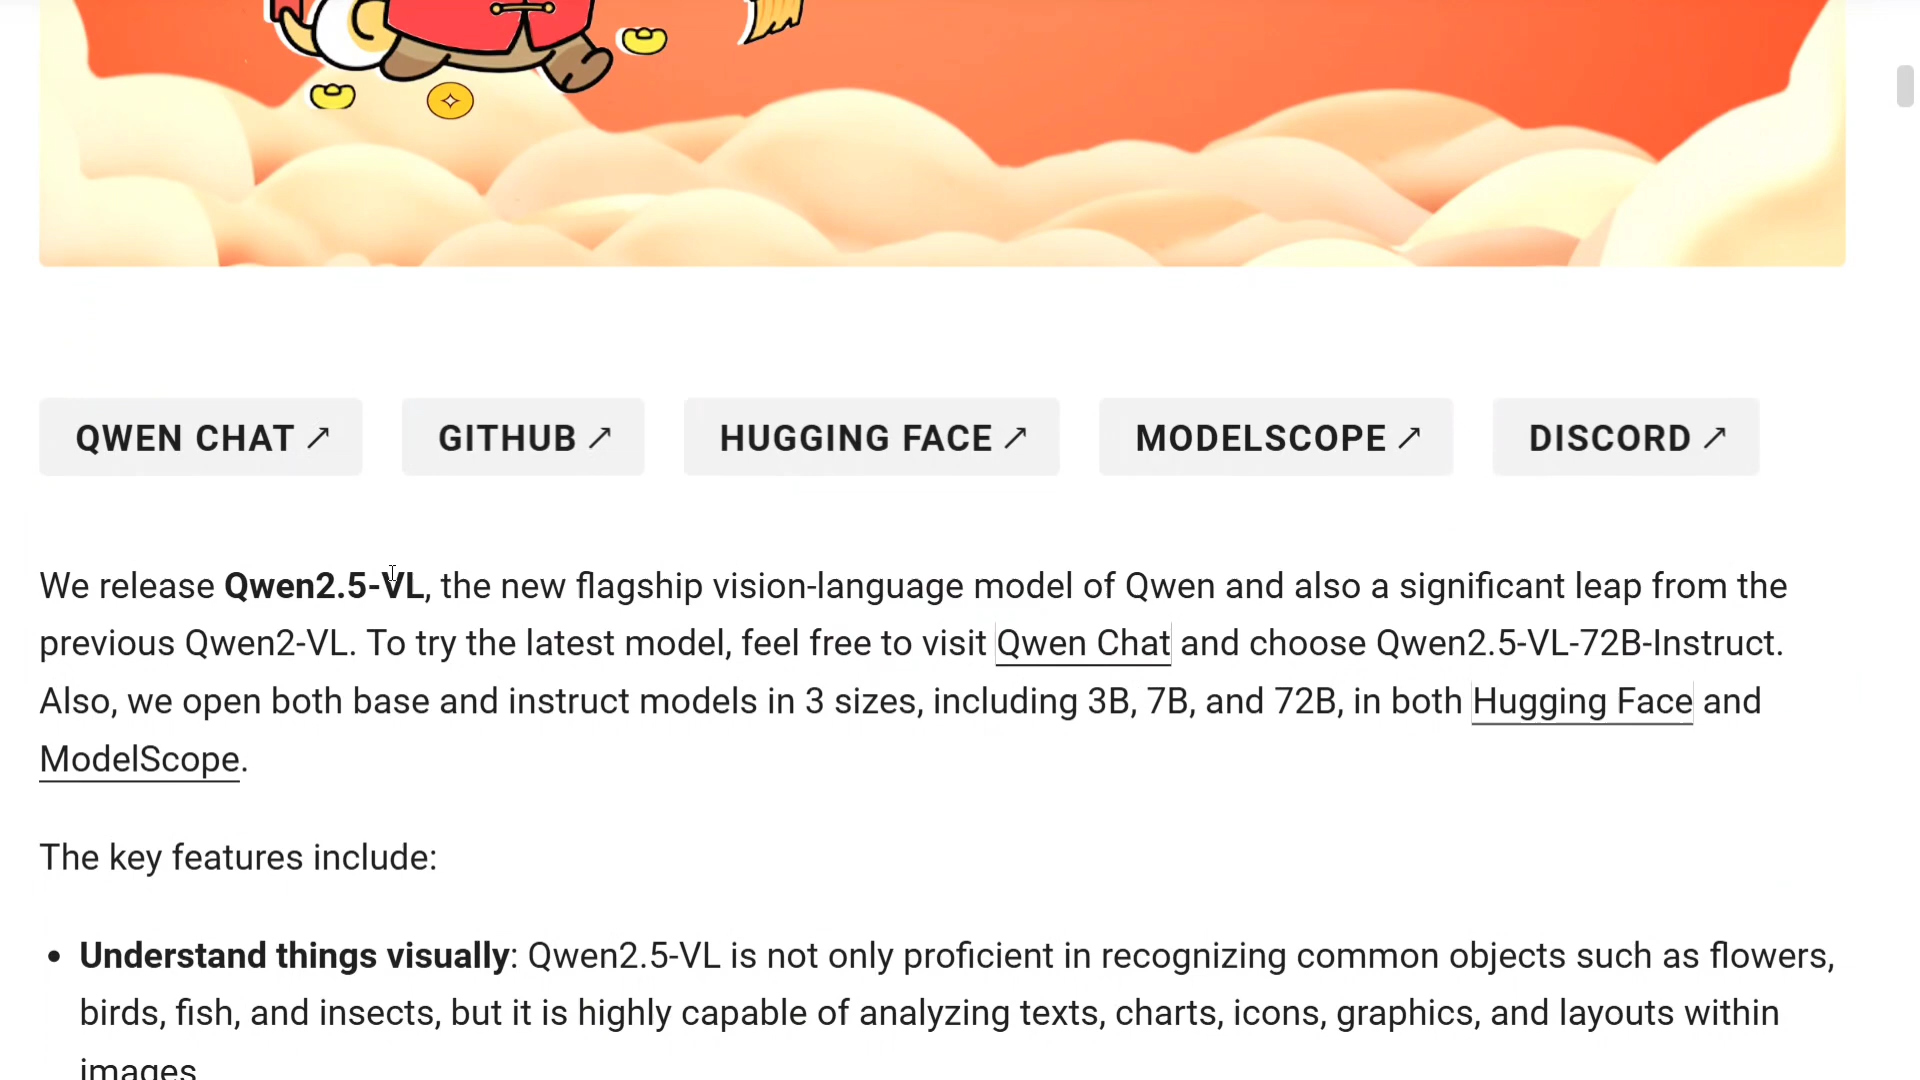 QWEN CHAT ↗ GITHUB ↗ HUGGING FACE ↗ MODELSCOPE ↗ DISCORD ↗
We release Qwen2.5-VL, the new flagship vision-language model of Qwen and also a significant leap from the
previous Qwen2-VL. To try the latest model, feel free to visit Qwen Chat and choose Qwen2.5-VL-72B-Instruct.
Also, we open both base and instruct models in 3 sizes, including 3B, 7B, and 72B, in both Hugging Face and
ModelScope.
The key features include:
• Understand things visually: Qwen2.5-VL is not only proficient in recognizing common objects such as flowers,
birds, fish, and insects, but it is highly capable of analyzing texts, charts, icons, graphics, and layouts within
images.